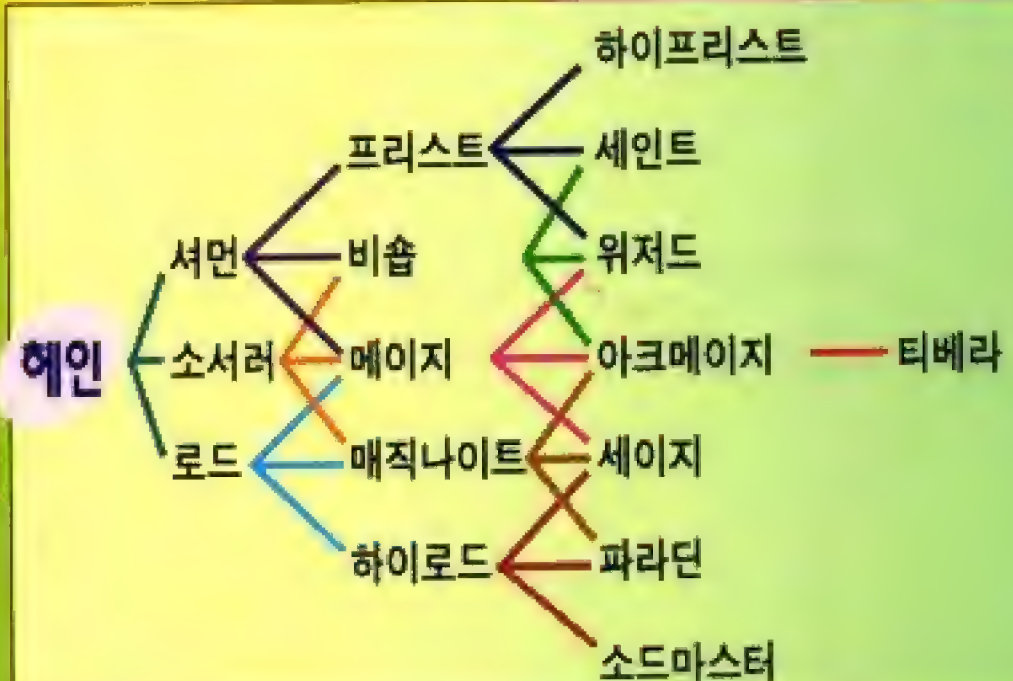 하이프리스트
프리스트
세인트
셔먼
비숍
위저드
헤인
소서러
메이지
아크메이지
티베라
로드
매직나이트
세이지
하이로드
파라딘
소드마스터